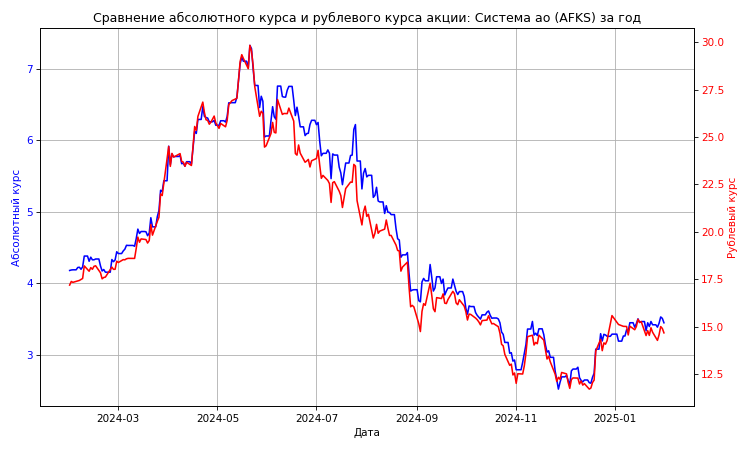 Сравнение абсолютного курса и рублевого курса акции: Система ао (AFKS) за год
Абсолютный курс
7
6
5
4
3
30.0
27.5
25.0
22.5
20.0
17.5
15.0
12.5
Рублевый курс
2024-03 2024-05 2024-07 2024-09 2024-11 2025-01
Дата